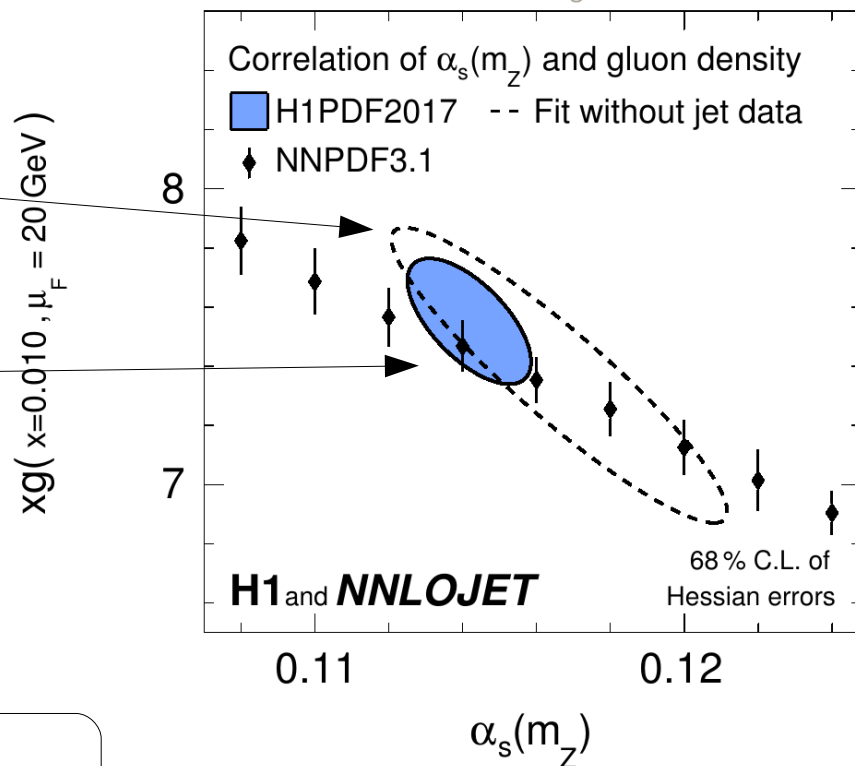 Correlation of αs(mZ) and gluon density
H1PDF2017 -- Fit without jet data
NNPDF3.1
xg( x=0.010 , μF = 20 GeV )
8
7
68 % C.L. of
Hessian errors
H1 and NNLOJET
0.11 0.12
αs(mZ)